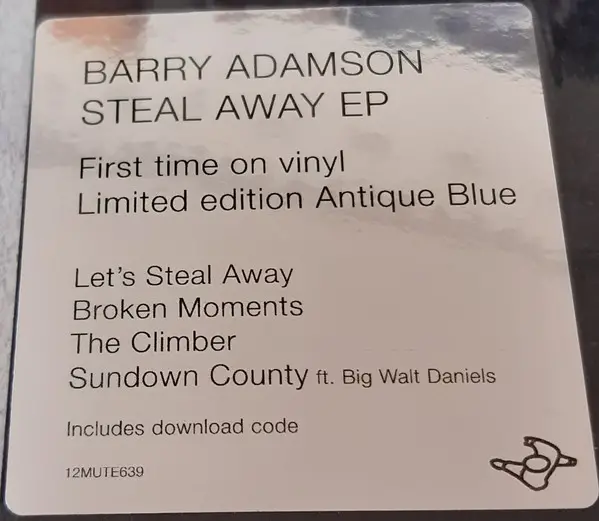 BARRY ADAMSON
STEAL AWAY EP
First time on vinyl
Limited edition Antique Blue
Let's Steal Away
Broken Moments
The Climber
Sundown County ft. Big Walt Daniels
Includes download code
12MUTE639